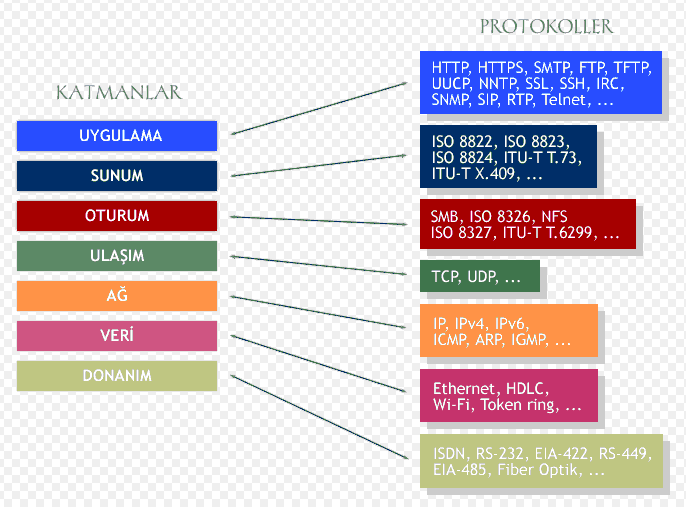 PROTOKOLLER
KATMANLAR
UYGULAMA
SUNUM
OTURUM
ULAŞIM
AĞ
VERİ
DONANIM
HTTP, HTTPS, SMTP, FTP, TFTP,
UUCP, NNTP, SSL, SSH, IRC,
SNMP, SIP, RTP, Telnet, ...
ISO 8822, ISO 8823,
ISO 8824, ITU-T T.73,
ITU-T X.409, ...
SMB, ISO 8326, NFS
ISO 8327, ITU-T T.6299, ...
TCP, UDP, ...
IP, IPv4, IPv6,
ICMP, ARP, IGMP, ...
Ethernet, HDLC,
Wi-Fi, Token ring, ...
ISDN, RS-232, EIA-422, RS-449,
EIA-485, Fiber Optik, ...